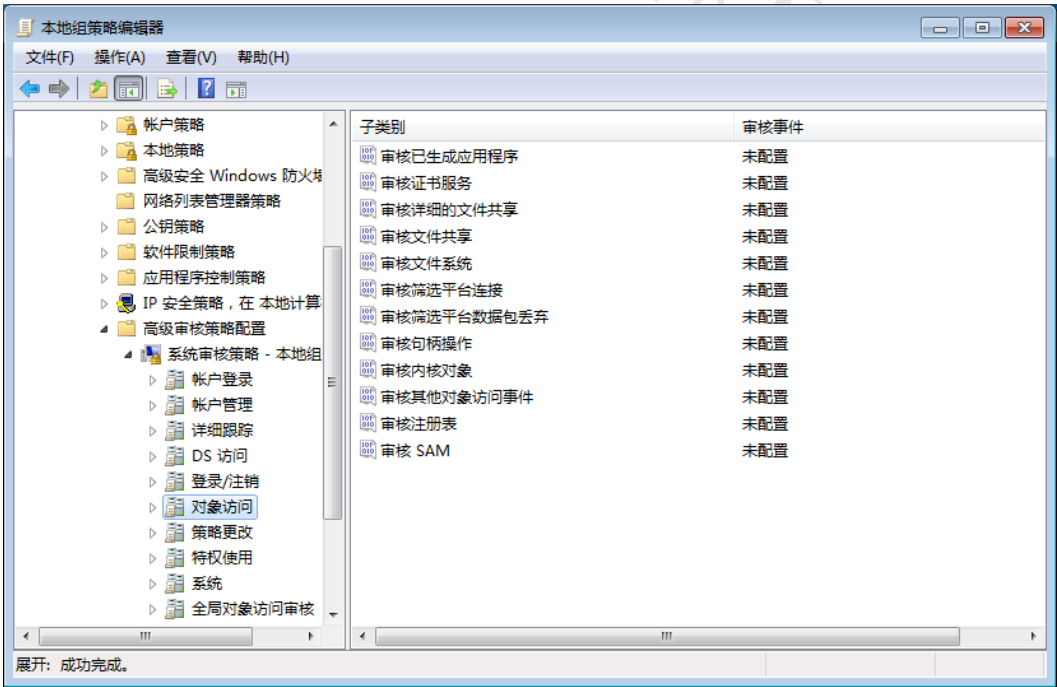 本地组策略编辑器
文件(F) 操作(A) 查看(V) 帮助(H)
帐户策略
本地策略
高级安全 Windows 防火墙
网络列表管理器策略
公钥策略
软件限制策略
应用程序控制策略
IP 安全策略，在 本地计算
高级审核策略配置
系统审核策略 - 本地组
帐户登录
帐户管理
详细跟踪
DS 访问
登录/注销
对象访问
策略更改
特权使用
系统
全局对象访问审核
子类别 审核事件
审核已生成应用程序 未配置
审核证书服务 未配置
审核详细的文件共享 未配置
审核文件共享 未配置
审核文件系统 未配置
审核筛选平台连接 未配置
审核筛选平台数据包丢弃 未配置
审核句柄操作 未配置
审核内核对象 未配置
审核其他对象访问事件 未配置
审核注册表 未配置
审核 SAM 未配置
展开: 成功完成。